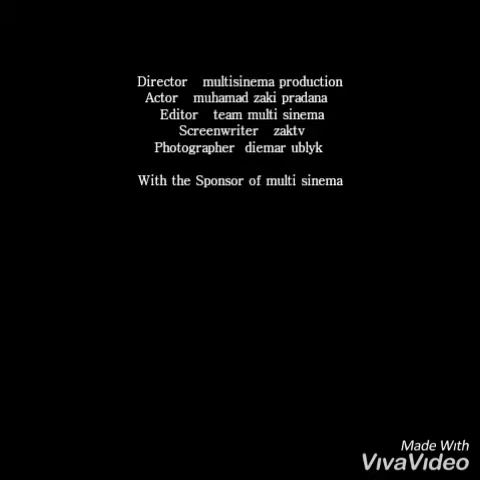 Director multisinema production
Actor muhamad zaki pradana
Editor team multi sinema
Screenwriter zaktv
Photographer diemar ublyk
With the Sponsor of multi sinema
Made With
VivaVideo